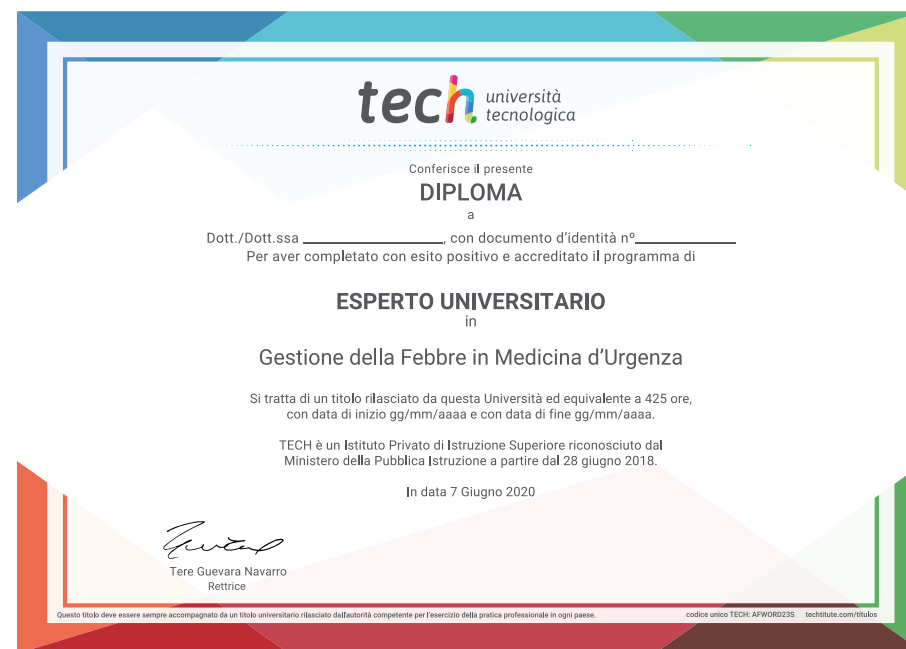 tech università
tecnologica
Conferisce il presente
DIPLOMA
a
Dott./Dott.ssa ____________________, con documento d'identità nº______________
Per aver completato con esito positivo e accreditato il programma di
ESPERTO UNIVERSITARIO
in
Gestione della Febbre in Medicina d'Urgenza
Si tratta di un titolo rilasciato da questa Università ed equivalente a 425 ore,
con data di inizio gg/mm/aaaa e con data di fine gg/mm/aaaa.
TECH è un Istituto Privato di Istruzione Superiore riconosciuto dal
Ministero della Pubblica Istruzione a partire dal 28 giugno 2018.
In data 7 Giugno 2020
Tere Guevara Navarro
Rettrice
Questo titolo deve essere sempre accompagnato da un titolo universitario rilasciato dall'autorità competente per l'esercizio della pratica professionale in ogni paese. codice unico TECH: AFWORD23S techtitute.com/titulos